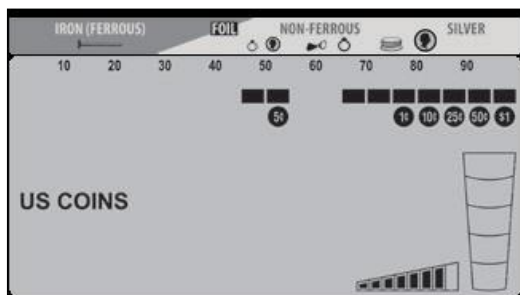 IRON (FERROUS) FOIL NON-FERROUS SILVER
10 20 30 40 50 60 70 80 90
5¢ 1¢ 10¢ 25¢ 50¢ $1
US COINS